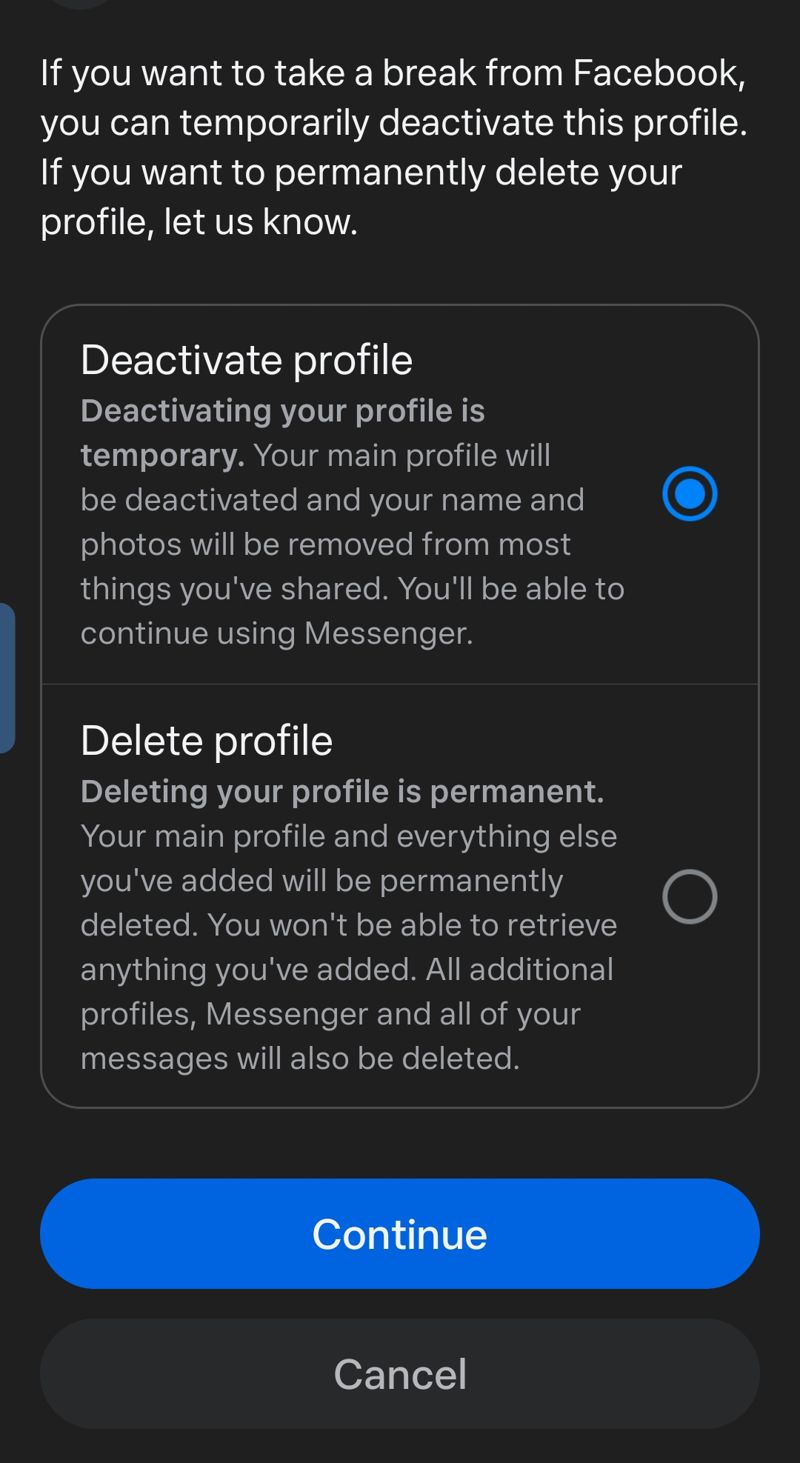 If you want to take a break from Facebook,
you can temporarily deactivate this profile.
If you want to permanently delete your
profile, let us know.
Deactivate profile
Deactivating your profile is
temporary. Your main profile will
be deactivated and your name and
photos will be removed from most
things you've shared. You'll be able to
continue using Messenger.
Delete profile
Deleting your profile is permanent.
Your main profile and everything else
you've added will be permanently
deleted. You won't be able to retrieve
anything you've added. All additional
profiles, Messenger and all of your
messages will also be deleted.
Continue
Cancel